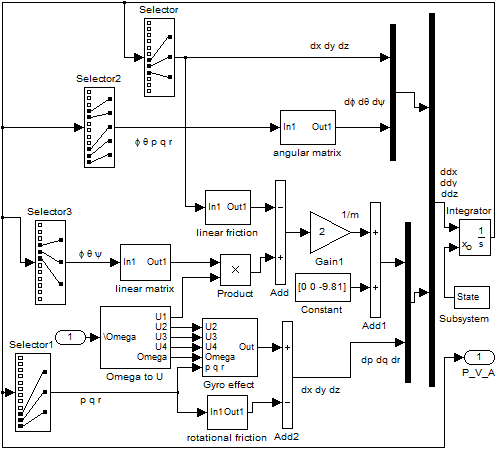 Selector
dx dy dz
Selector2
dϕ dθ dψ
ϕ θ p q r
In1 Out1
angular matrix
ddx
ddy
ddz
Selector3
In1 Out1
linear friction
1/m
Integrator
1
s
xo
2
Gain1
ϕ θ ψ
In1 Out1
linear matrix
×
Product
Add
[0 0 -9.81]
Constant
Add1
State
Subsystem
U1
U2
U3
U4
Omega
\Omega
Omega to U
1
U2
U3
U4
Omega
p q r
Out
Gyro effect
Selector1
dp dq dr
1
P_V_A
dx dy dz
p q r
In1 Out1
rotational friction
Add2